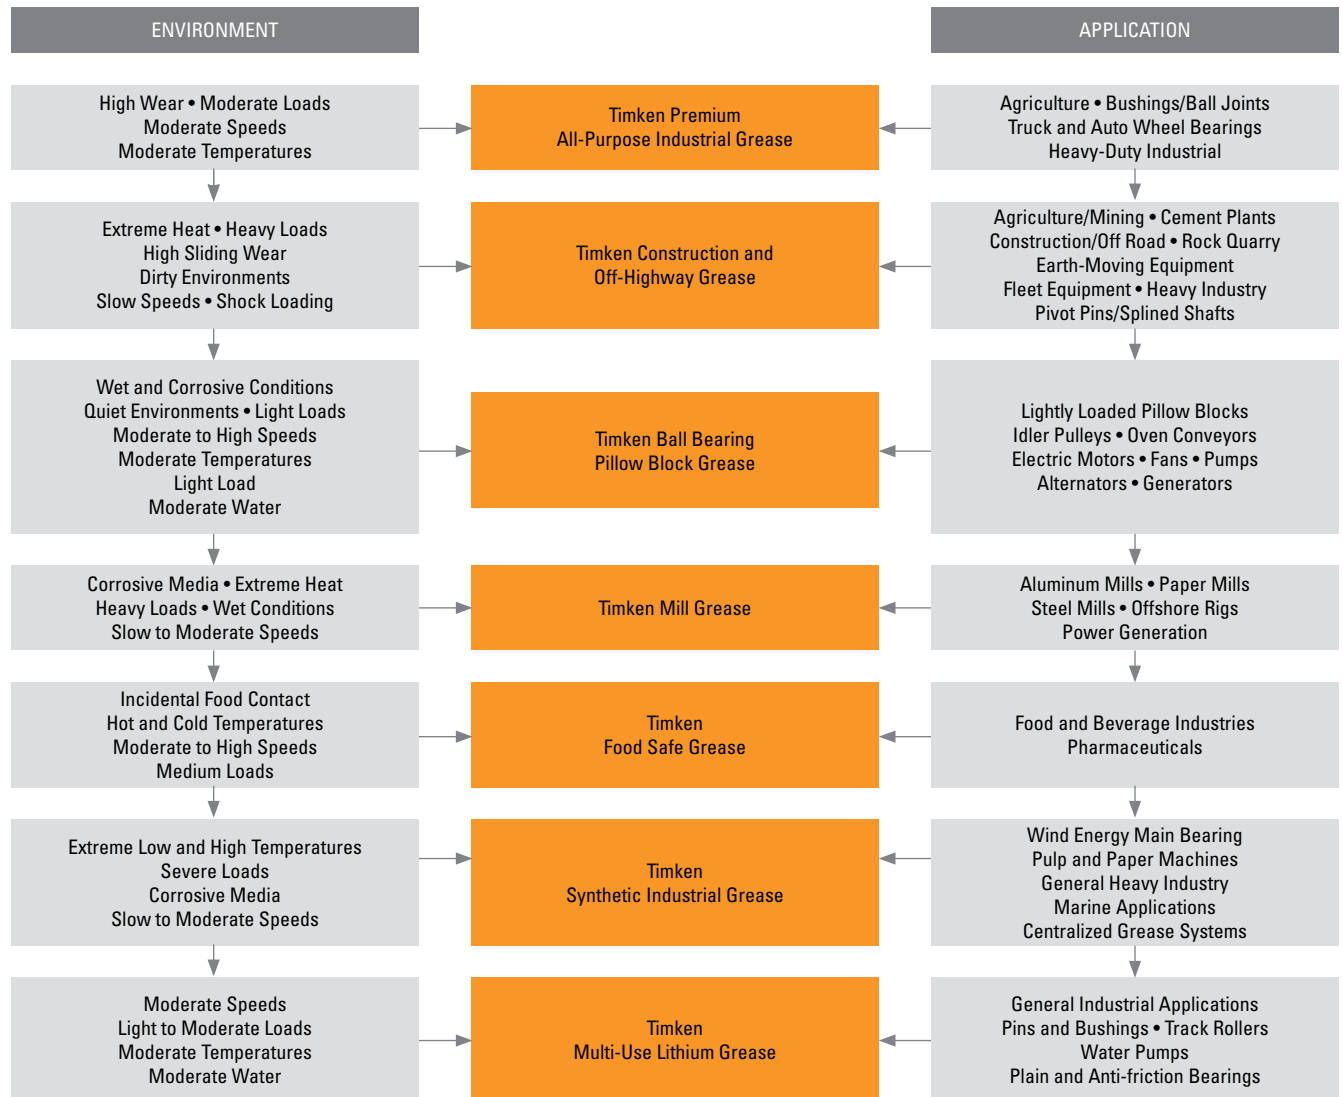 ENVIRONMENT
APPLICATION
High Wear • Moderate Loads
Moderate Speeds
Moderate Temperatures
Timken Premium
All-Purpose Industrial Grease
Agriculture • Bushings/Ball Joints
Truck and Auto Wheel Bearings
Heavy-Duty Industrial
Extreme Heat • Heavy Loads
High Sliding Wear
Dirty Environments
Slow Speeds • Shock Loading
Timken Construction and
Off-Highway Grease
Agriculture/Mining • Cement Plants
Construction/Off Road • Rock Quarry
Earth-Moving Equipment
Fleet Equipment • Heavy Industry
Pivot Pins/Splined Shafts
Wet and Corrosive Conditions
Quiet Environments • Light Loads
Moderate to High Speeds
Moderate Temperatures
Light Load
Moderate Water
Timken Ball Bearing
Pillow Block Grease
Lightly Loaded Pillow Blocks
Idler Pulleys • Oven Conveyors
Electric Motors • Fans • Pumps
Alternators • Generators
Corrosive Media • Extreme Heat
Heavy Loads • Wet Conditions
Slow to Moderate Speeds
Timken Mill Grease
Aluminum Mills • Paper Mills
Steel Mills • Offshore Rigs
Power Generation
Incidental Food Contact
Hot and Cold Temperatures
Moderate to High Speeds
Medium Loads
Timken
Food Safe Grease
Food and Beverage Industries
Pharmaceuticals
Extreme Low and High Temperatures
Severe Loads
Corrosive Media
Slow to Moderate Speeds
Timken
Synthetic Industrial Grease
Wind Energy Main Bearing
Pulp and Paper Machines
General Heavy Industry
Marine Applications
Centralized Grease Systems
Moderate Speeds
Light to Moderate Loads
Moderate Temperatures
Moderate Water
Timken
Multi-Use Lithium Grease
General Industrial Applications
Pins and Bushings • Track Rollers
Water Pumps
Plain and Anti-friction Bearings